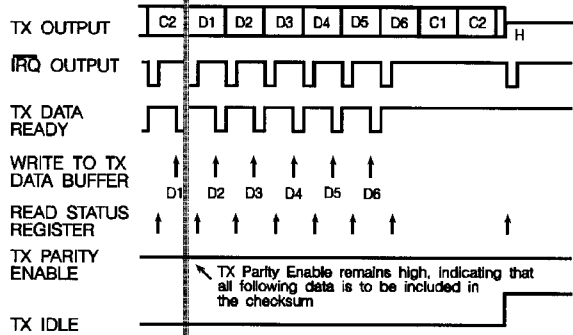 TX OUTPUT C2 D1 D2 D3 D4 D5 D6 C1 C2 H
IRQ OUTPUT
TX DATA
READY
WRITE TO TX
DATA BUFFER
D1 D2 D3 D4 D5 D6
READ STATUS
REGISTER
TX PARITY
ENABLE
TX Parity Enable remains high, indicating that
all following data is to be included in
the checksum
TX IDLE